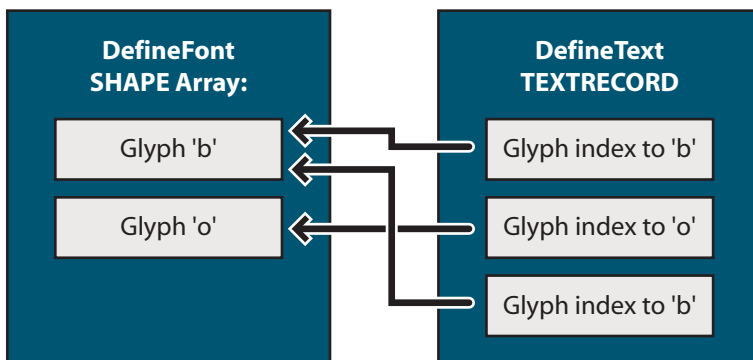 DefineFont
SHAPE Array:
Glyph 'b'
Glyph 'o'
DefineText
TEXTRECORD
Glyph index to 'b'
Glyph index to 'o'
Glyph index to 'b'